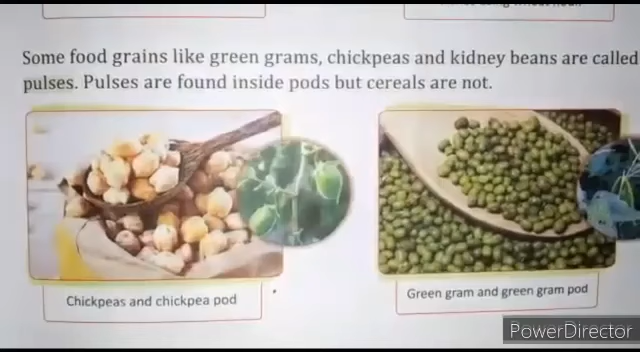 Some food grains like green grams, chickpeas and kidney beans are called
pulses. Pulses are found inside pods but cereals are not.
Chickpeas and chickpea pod
Green gram and green gram pod
PowerDirector